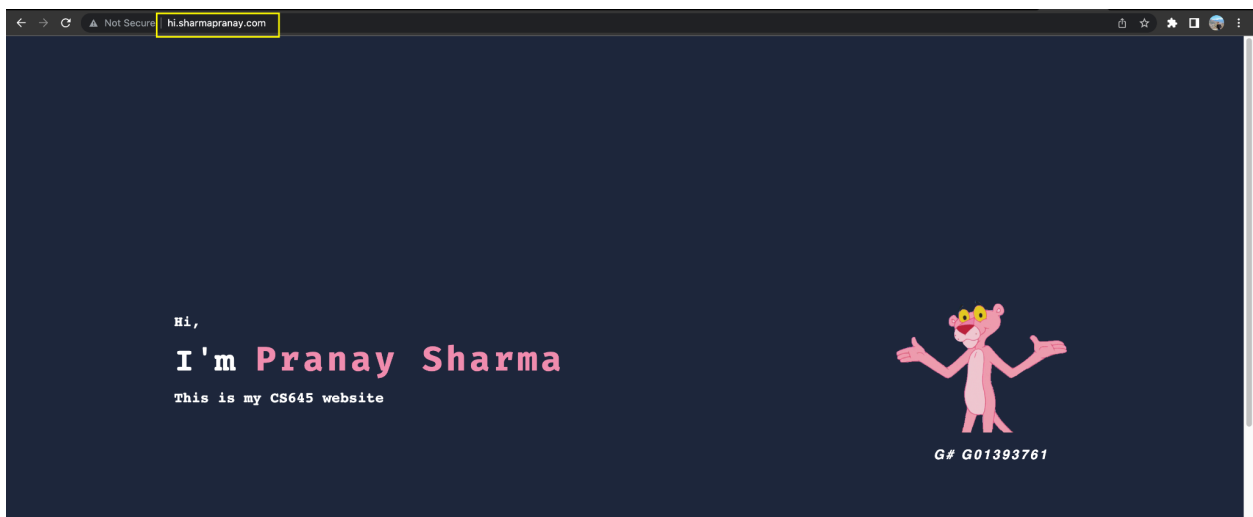 Not Secure hi.sharmapranay.com
Hi,
I'm Pranay Sharma
This is my CS645 website
G# G01393761